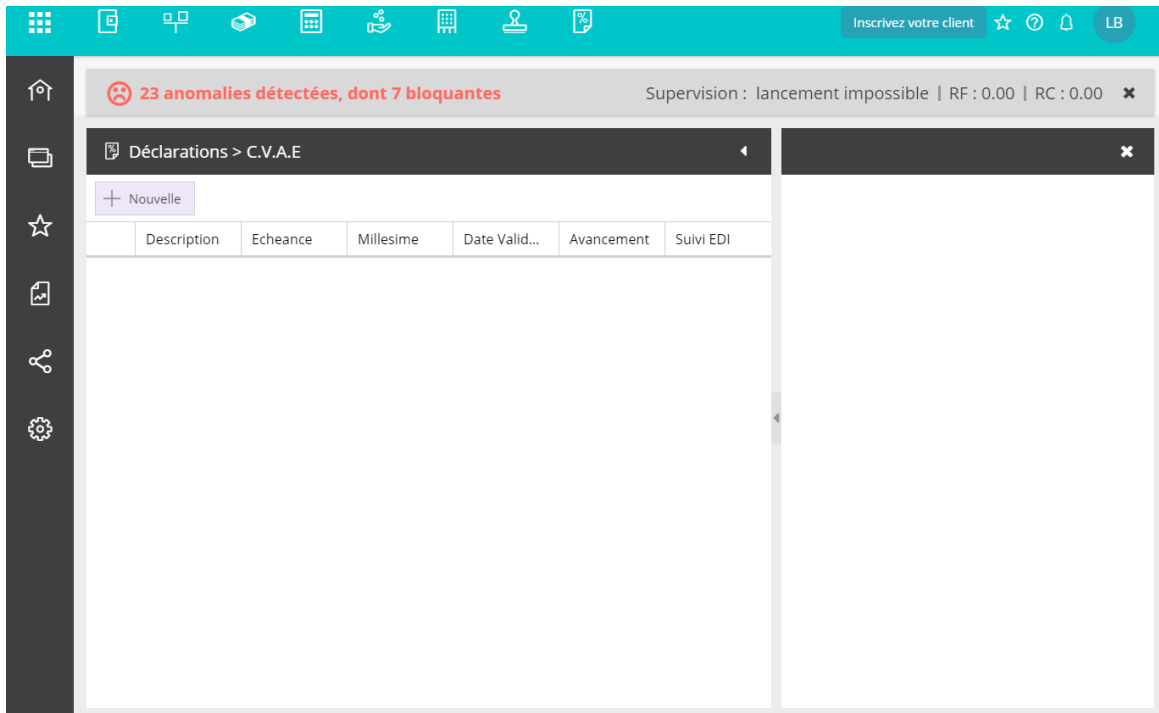 Inscrivez votre client
LB
23 anomalies détectées, dont 7 bloquantes
Supervision : lancement impossible | RF : 0.00 | RC : 0.00
Déclarations > C.V.A.E
Nouvelle
Description Echeance Millesime Date Valid... Avancement Suivi EDI